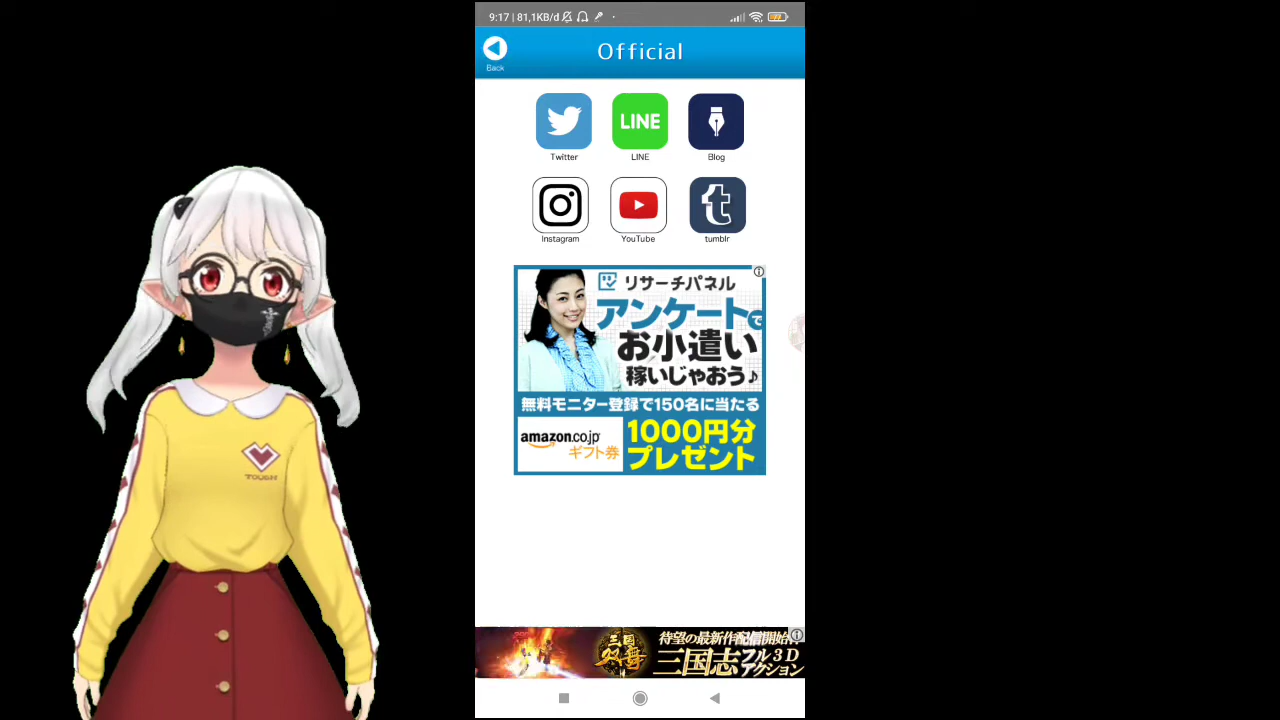 9:17 | 81,1KB/d
Official
Back
LINE
Twitter
LINE
Blog
Instagram
YouTube
tumblr
リサーチパネル
アンケートで
お小遣い
稼いじゃおう♪
無料モニター登録で150名に当たる
amazon.co.jp
ギフト券
1000円分
プレゼント
TOUGH
待望の最新作配信開始!
三国志フル3Dアクション